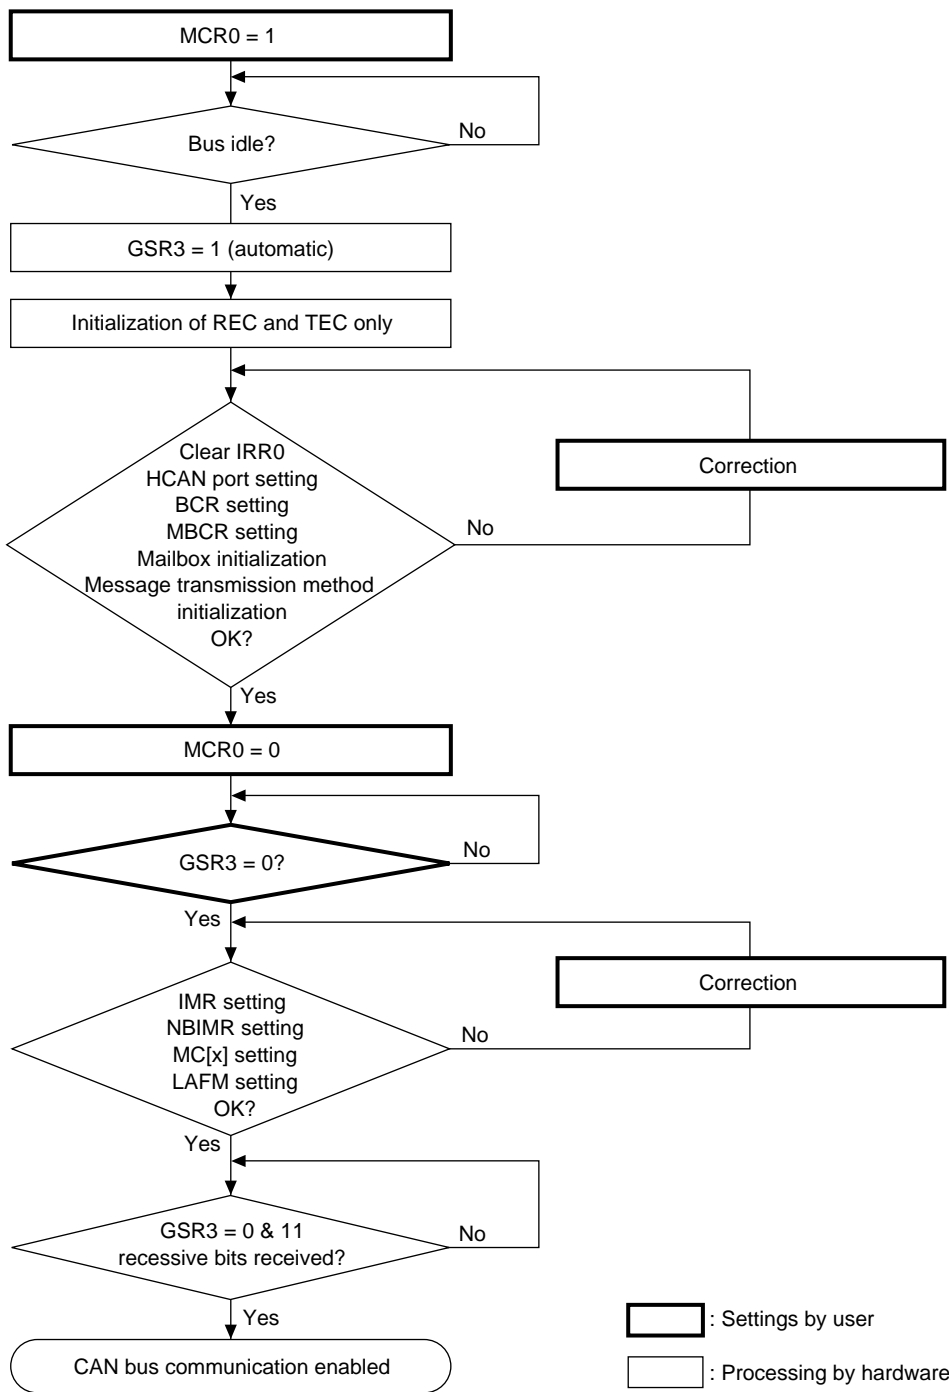 MCR0 = 1
Bus idle?
No
Yes
GSR3 = 1 (automatic)
Initialization of REC and TEC only
Clear IRR0
HCAN port setting
BCR setting
MBCR setting
Mailbox initialization
Message transmission method
initialization
OK?
No
Correction
Yes
MCR0 = 0
GSR3 = 0?
No
Yes
IMR setting
NBIMR setting
MC[x] setting
LAFM setting
OK?
No
Correction
Yes
GSR3 = 0 & 11
recessive bits received?
No
Yes
CAN bus communication enabled
: Settings by user
: Processing by hardware